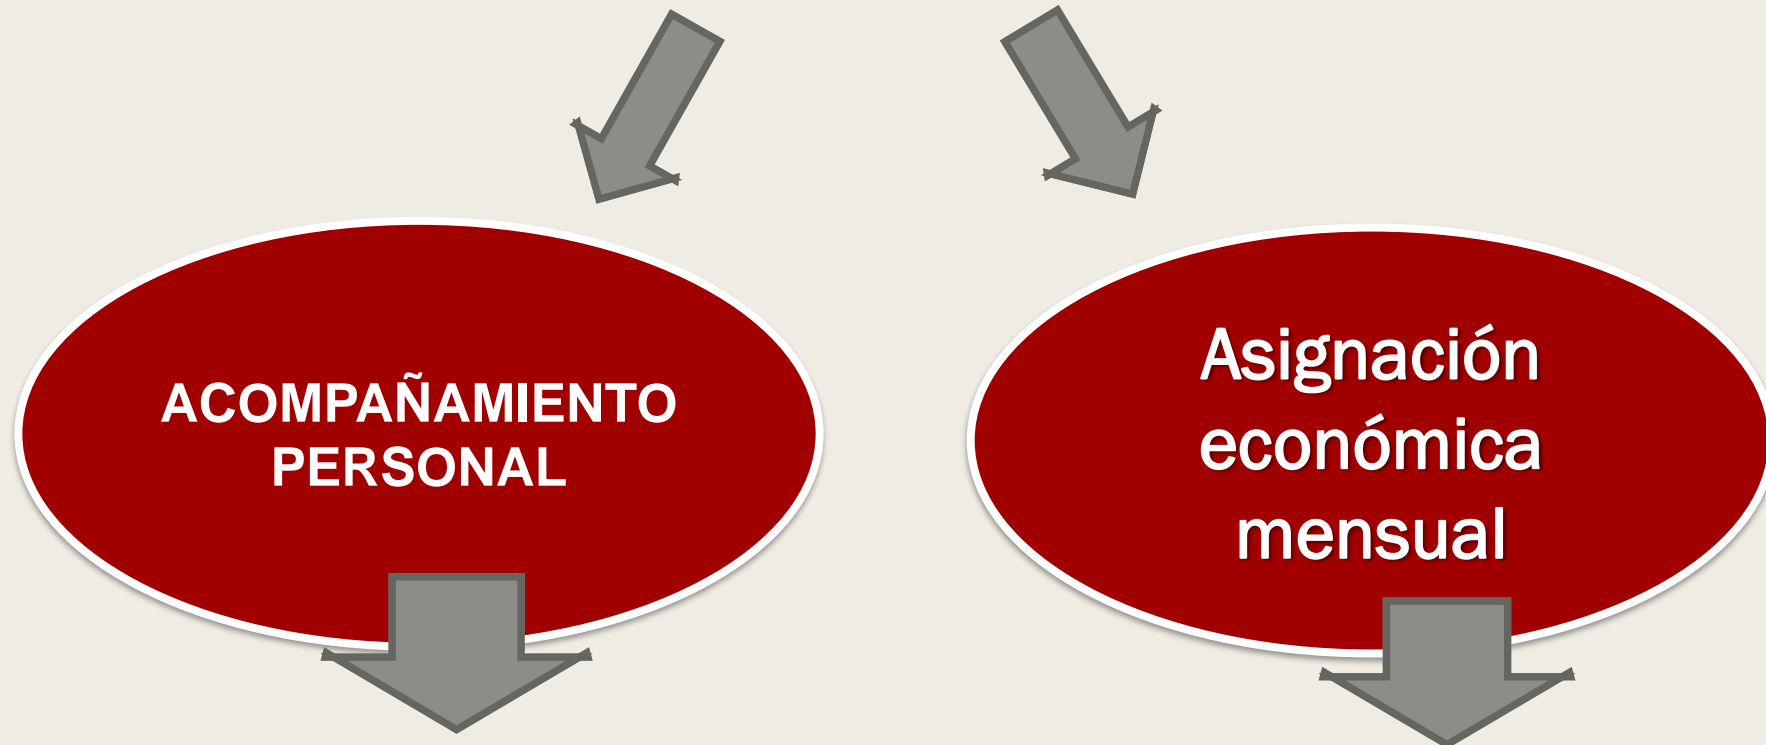 ACOMPAÑAMIENTO
PERSONAL
Asignación
económica
mensual